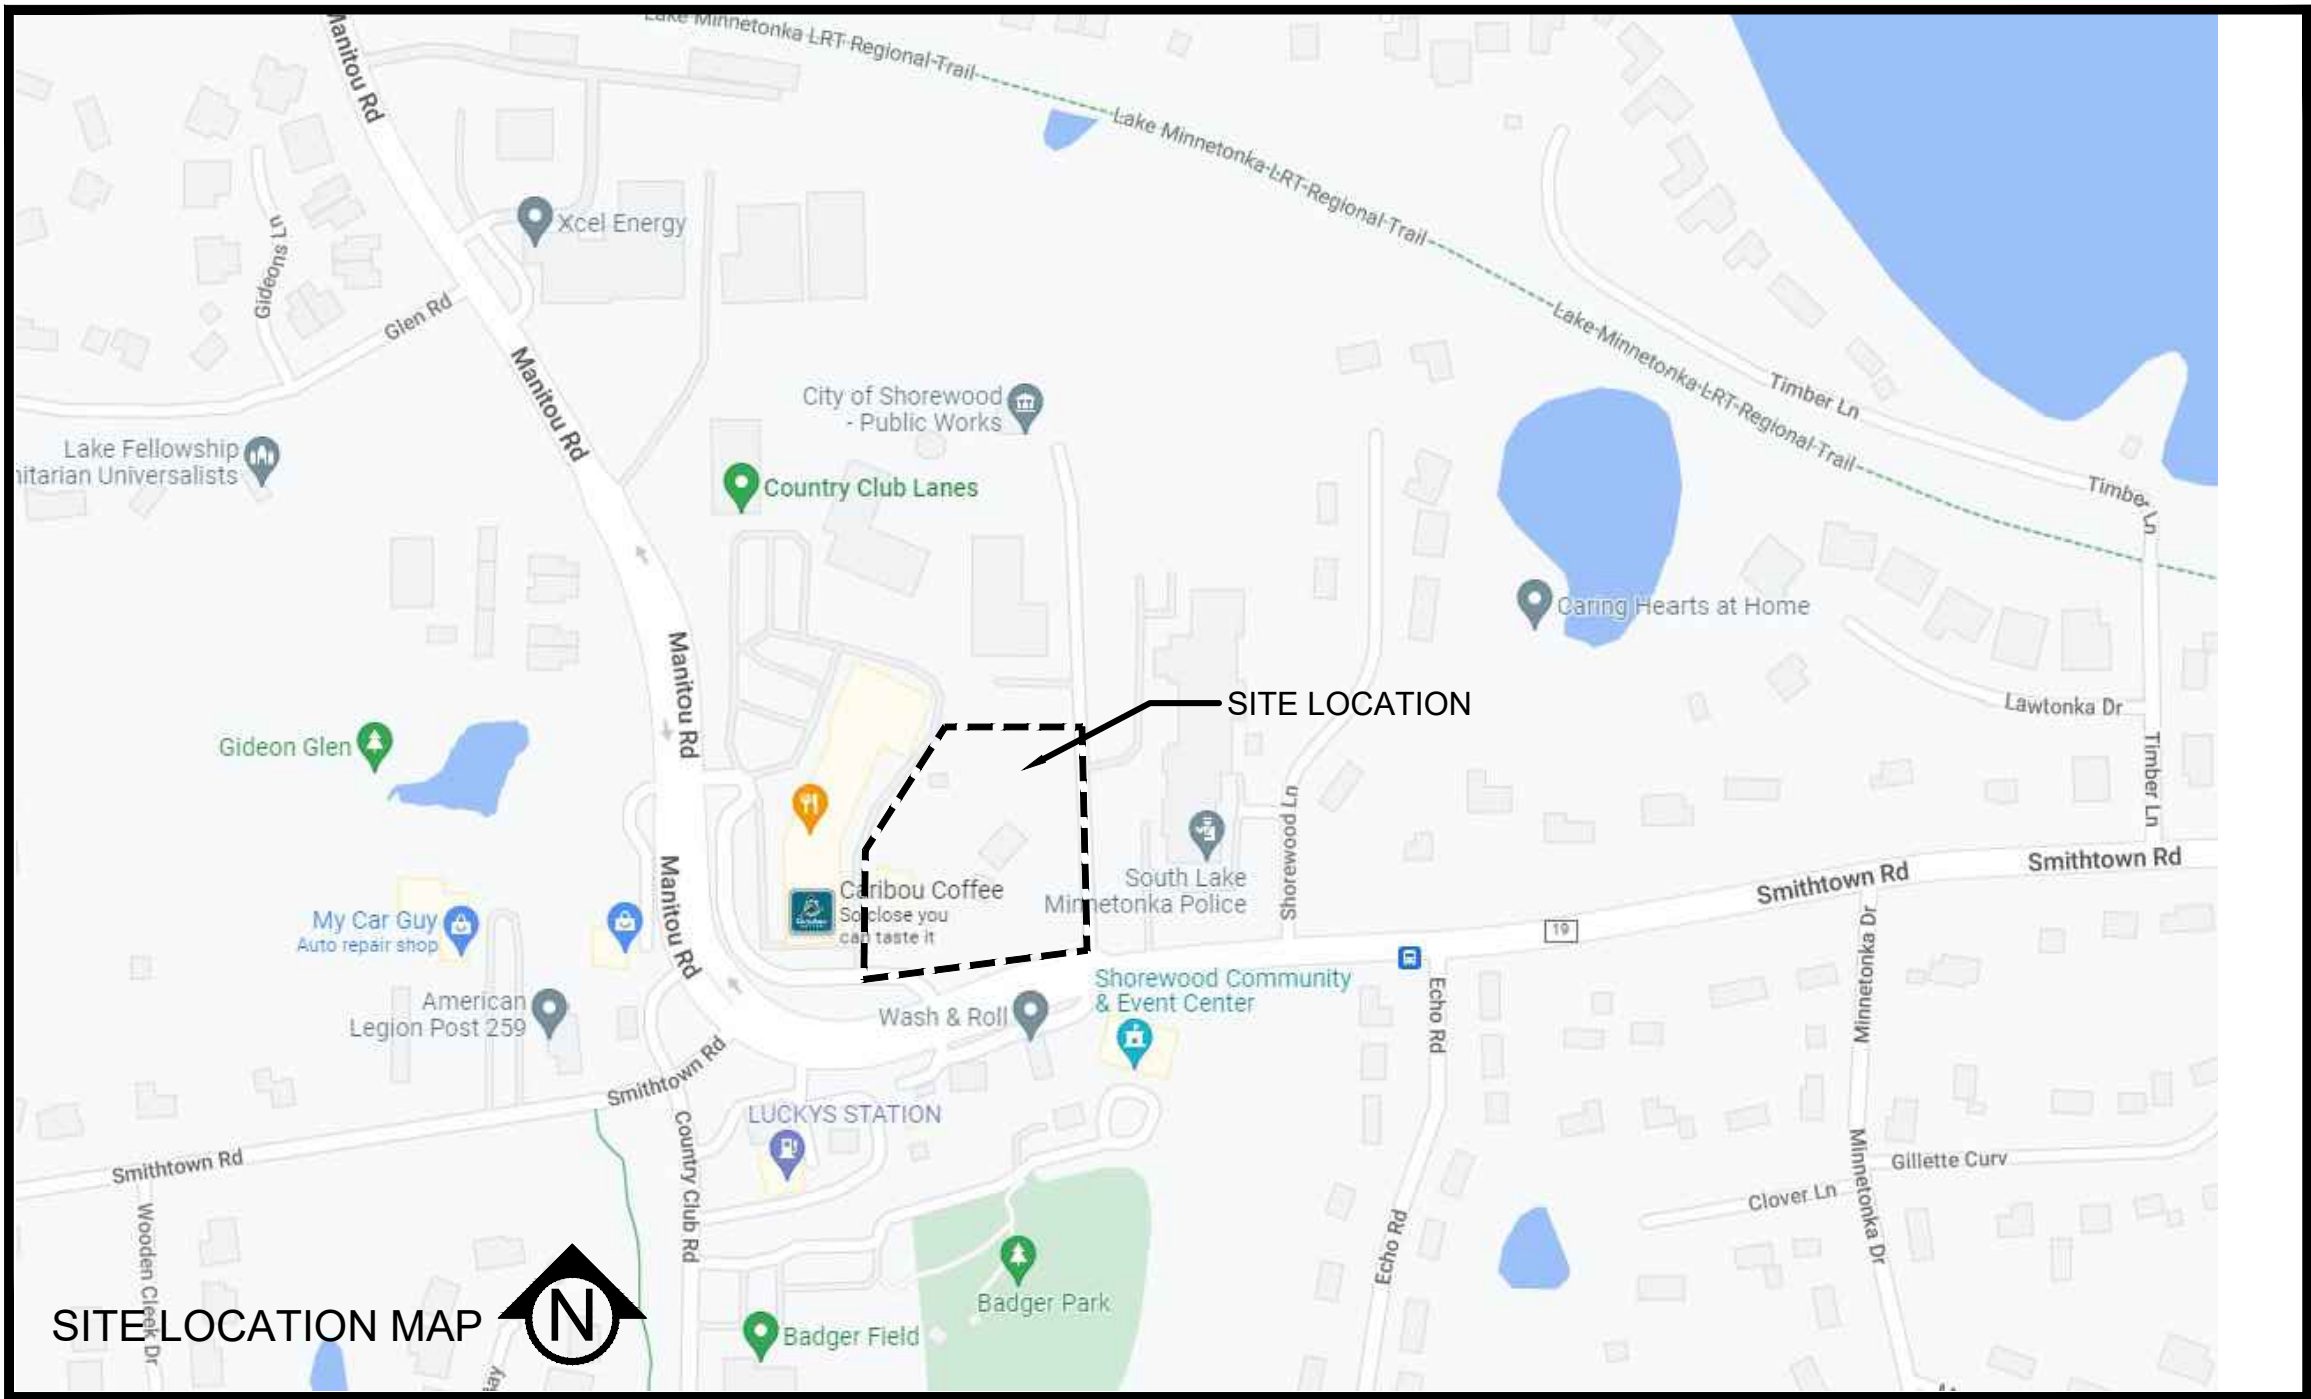 Lake Minnetonka LRT Regional Trail
Manitou Rd
Lake Minnetonka LRT Regional Trail
Xcel Energy
Gideons Ln
Glen Rd
Lake Minnetonka LRT Regional Trail
Manitou Rd
Timber Ln
City of Shorewood
- Public Works
Lake Fellowship
nitarian Universalists
Country Club Lanes
Timber Ln
Caring Hearts at Home
Manitou Rd
SITE LOCATION
Lawtonka Dr
Gideon Glen
Timber Ln
Shorewood Ln
Smithtown Rd
Smithtown Rd
Manitou Rd
Caribou Coffee
So close you
can taste it
South Lake
Minnetonka Police
My Car Guy
Auto repair shop
19
Minnetonka Dr
Shorewood Community
& Event Center
American
Legion Post 259
Wash & Roll
Echo Rd
Smithtown Rd
LUCKYS STATION
Country Club Rd
Smithtown Rd
Minnetonka Dr
Gillette Curv
Clover Ln
Wooden Cleek Dr
Echo Rd
Badger Park
SITE LOCATION MAP
N
Badger Field